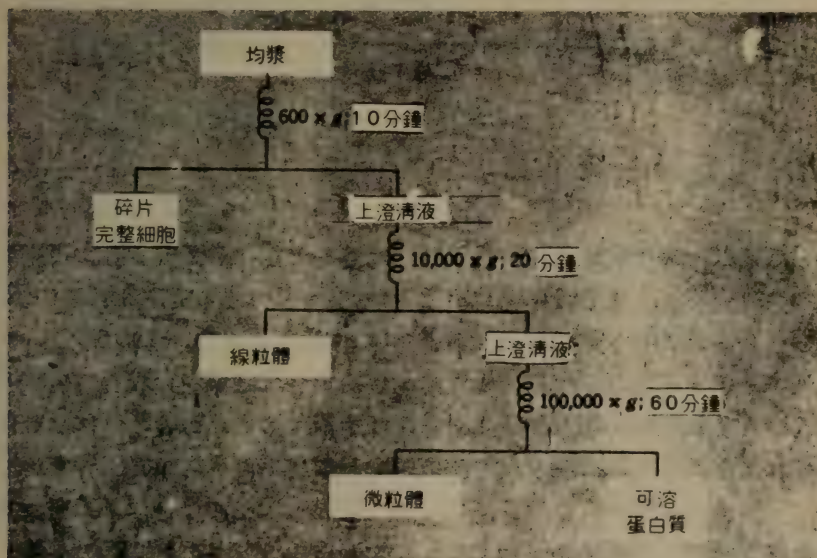 均漿
600 × g; 10分鐘
碎片
完整細胞
上澄清液
10,000 × g; 20 分鐘
線粒體
上澄清液
100,000 × g; 60分鐘
微粒體
可溶
蛋白質